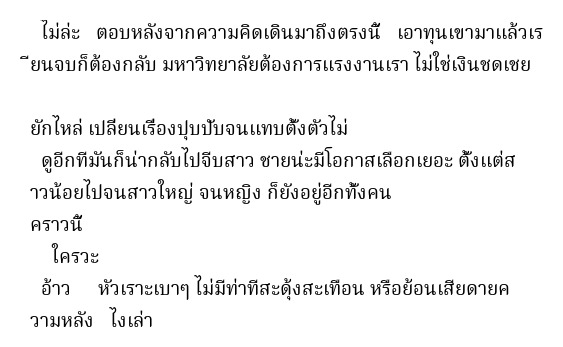 ไม่ล่ะ ตอบหลังจากความคิดเดินมาถึงตรงนี้ เอาทุนเขามาแล้วเร
ียนจบก็ต้องกลับ มหาวิทยาลัยต้องการแรงงานเรา ไม่ใช่เงินชดเชย
ยักไหล่ เปลี่ยนเรื่องปุบปับจนแทบตั้งตัวไม่
ดูอีกทีมันก็น่ากลับไปจีบสาว ชายน่ะมีโอกาสเลือกเยอะ ตั้งแต่ส
าวน้อยไปจนสาวใหญ่ จนหญิง ก็ยังอยู่อีกทั้งคน
คราวนี้
ใครวะ
อ้าว หัวเราะเบาๆ ไม่มีท่าทีสะดุ้งสะเทือน หรือย้อนเสียดายค
วามหลัง ไงเล่า